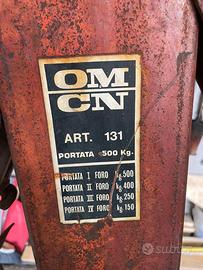 OM
CN
ART. 131
PORTATA 500 Kg.
PORTATA I FORO kg.500
PORTATA II FORO kg.400
PORTATA III FORO kg.250
PORTATA IV FORO kg.150
subito